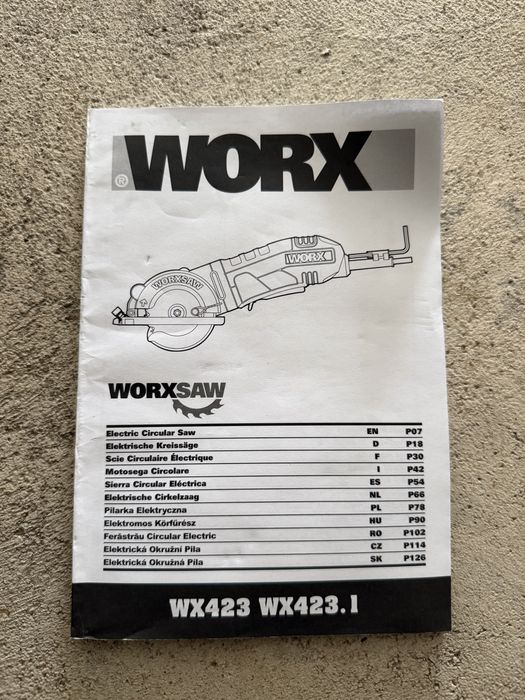 WORX
®
WORXSAW
WORX
WORXSAW
Electric Circular Saw EN P07
Elektrische Kreissäge D P18
Scie Circulaire Électrique F P30
Motosega Circolare I P42
Sierra Circular Eléctrica ES P54
Elektrische Cirkelzaag NL P66
Pilarka Elektryczna PL P78
Elektromos Körfűrész HU P90
Ferăstrău Circular Electric RO P102
Elektrická Okružní Pila CZ P114
Elektrická Okružná Píla SK P126
WX423 WX423.1